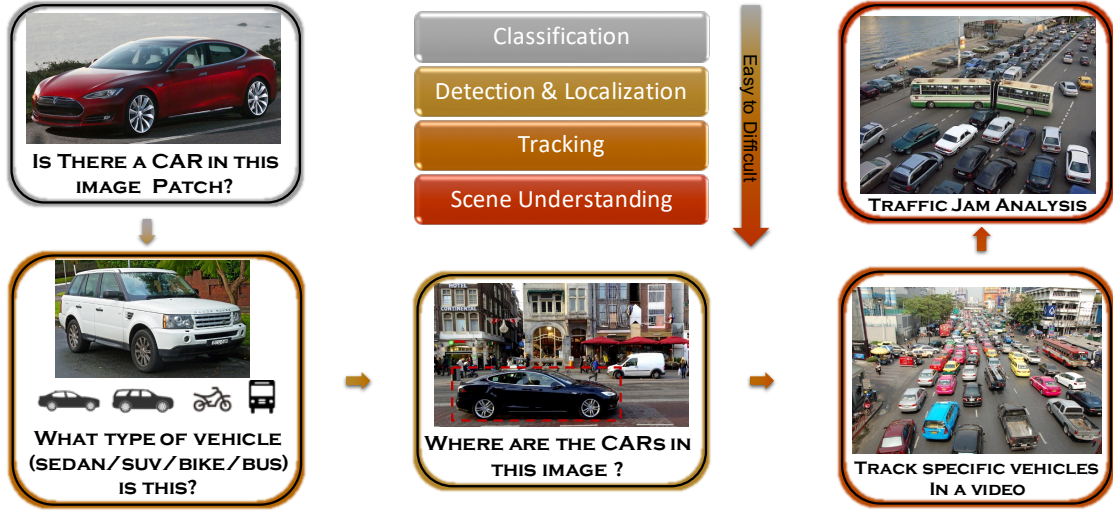 Is There a CAR in this
image Patch?
What type of vehicle
(sedan/suv/bike/bus)
is this?
Classification
Detection & Localization
Tracking
Scene Understanding
Easy to Difficult
HOTEL
CONTINENTAL
Where are the CARs in
this image ?
Traffic Jam Analysis
Track specific vehicles
In a video